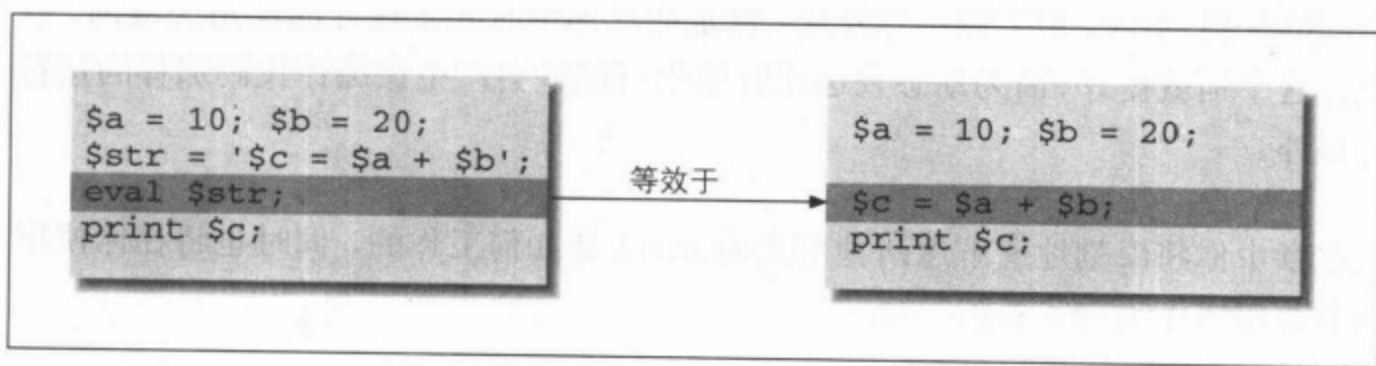 $a = 10; $b = 20;
$str = '$c = $a + $b';
eval $str;
print $c;
等效于
$a = 10; $b = 20;
$c = $a + $b;
print $c;